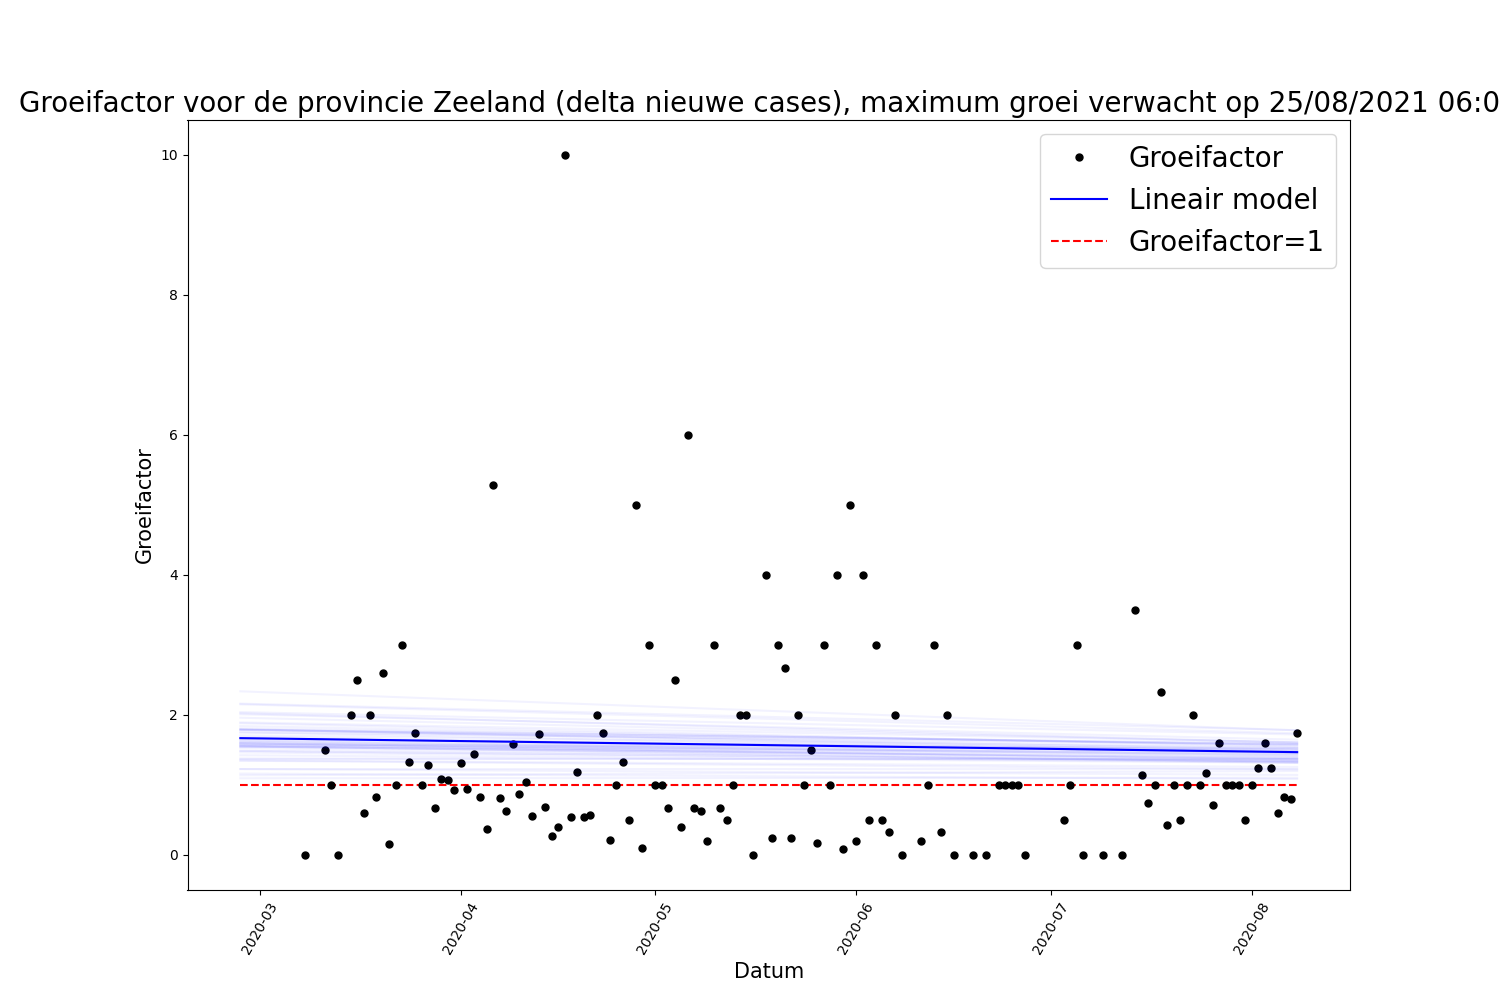 Groeifactor voor de provincie Zeeland (delta nieuwe cases), maximum groei verwacht op 25/08/2021 06:0
Groeifactor
Lineair model
Groeifactor=1
10
8
6
4
2
0
Groeifactor
2020-03
2020-04
2020-05
2020-06
2020-07
2020-08
Datum